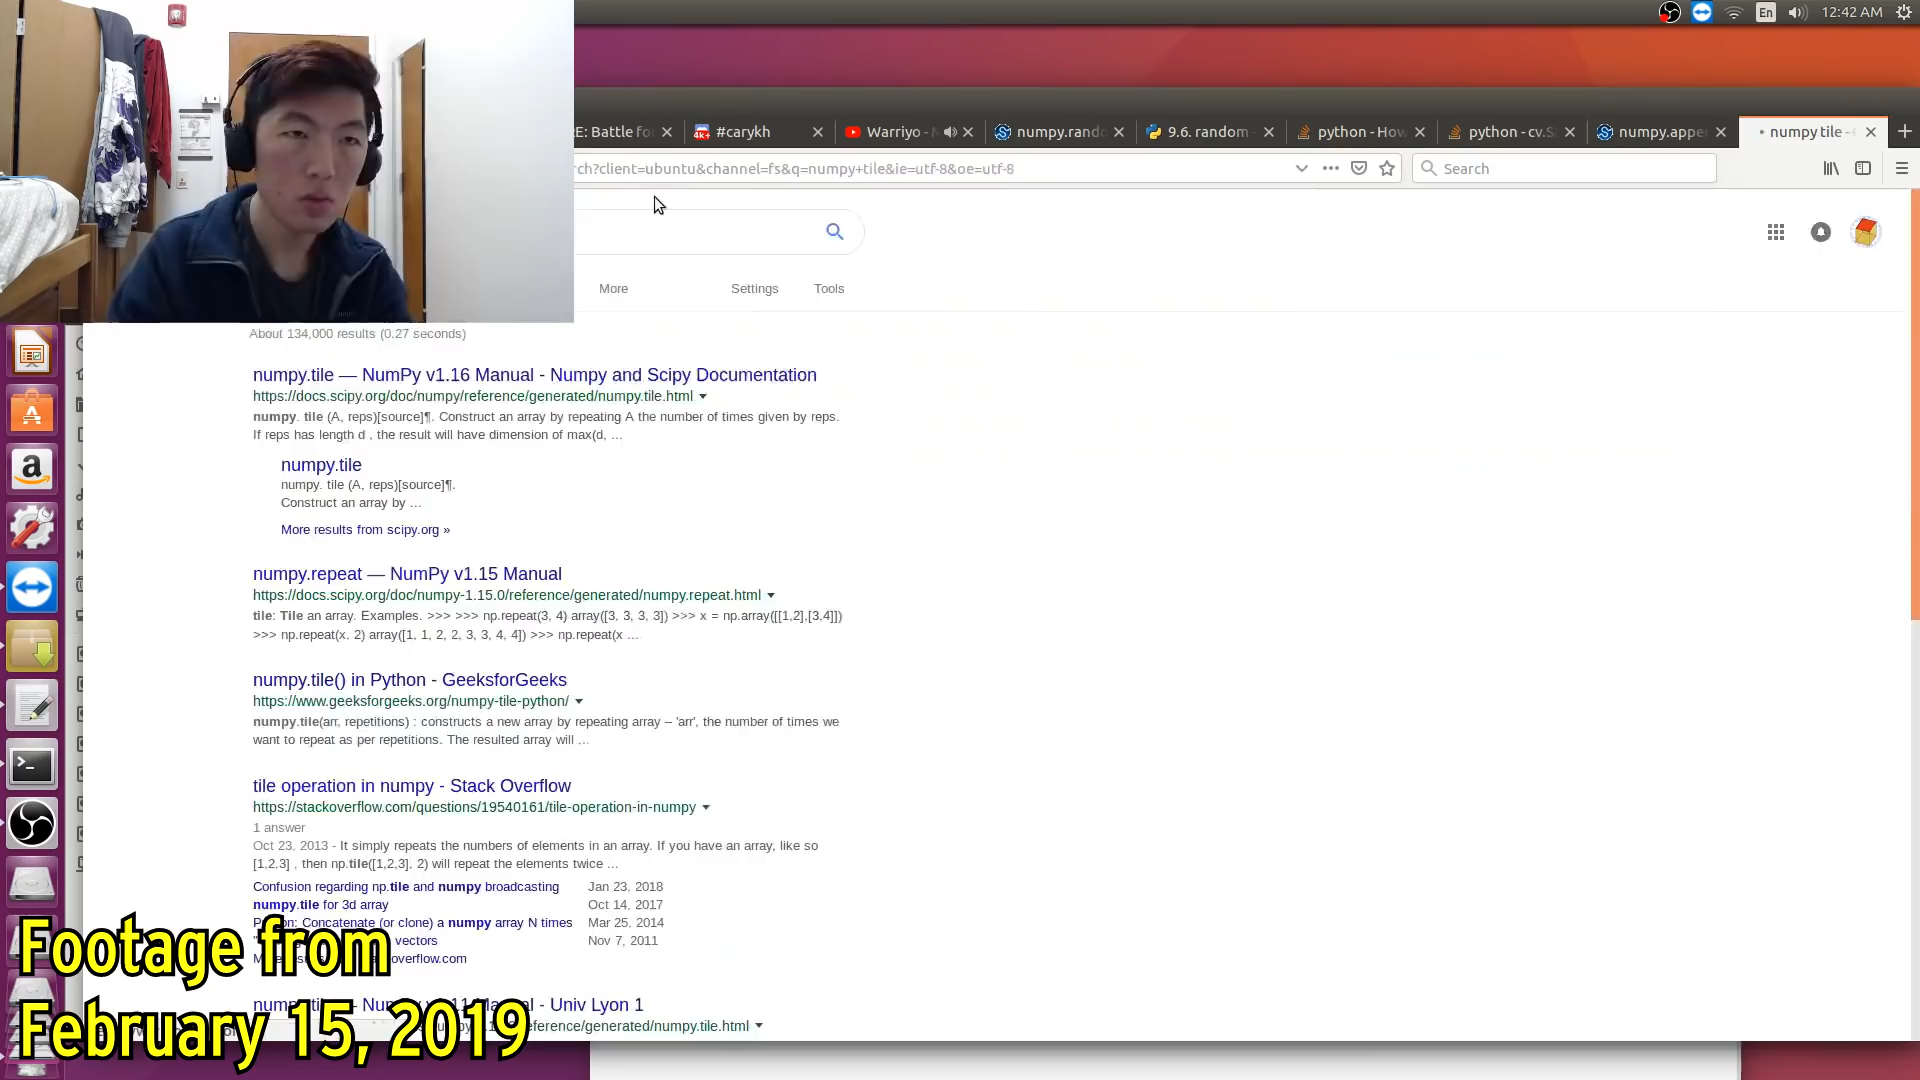 En
12:42 AM
E: Battle fo
#carykh
Warriyo -
numpy.rando
9.6. random
python - How
python - cv.
numpy.appe
numpy tile -
rch?client=ubuntu&channel=fs&q=numpy+tile&ie=utf-8&oe=utf-8
Search
More
Settings
Tools
About 134,000 results (0.27 seconds)
numpy.tile — NumPy v1.16 Manual - Numpy and Scipy Documentation
https://docs.scipy.org/doc/numpy/reference/generated/numpy.tile.html
numpy. tile (A, reps)[source]¶. Construct an array by repeating A the number of times given by reps.
If reps has length d , the result will have dimension of max(d, ...
numpy.tile
numpy. tile (A, reps)[source]¶.
Construct an array by ...
More results from scipy.org »
numpy.repeat — NumPy v1.15 Manual
https://docs.scipy.org/doc/numpy-1.15.0/reference/generated/numpy.repeat.html
tile: Tile an array. Examples. >>> >>> np.repeat(3, 4) array([3, 3, 3, 3]) >>> x = np.array([[1,2],[3,4]])
>>> np.repeat(x, 2) array([1, 1, 2, 2, 3, 3, 4, 4]) >>> np.repeat(x ...
numpy.tile() in Python - GeeksforGeeks
https://www.geeksforgeeks.org/numpy-tile-python/
numpy.tile(arr, repetitions) : constructs a new array by repeating array – 'arr', the number of times we
want to repeat as per repetitions. The resulted array will ...
tile operation in numpy - Stack Overflow
https://stackoverflow.com/questions/19540161/tile-operation-in-numpy
1 answer
Oct 23, 2013 - It simply repeats the numbers of elements in an array. If you have an array, like so
[1,2,3] , then np.tile([1,2,3], 2) will repeat the elements twice ...
Confusion regarding np.tile and numpy broadcasting Jan 23, 2018
numpy.tile for 3d array Oct 14, 2017
Concatenate (or clone) a numpy array N times Mar 25, 2014
vectors Nov 7, 2011
overflow.com
Manual - Univ Lyon 1
eference/generated/numpy.tile.html
Footage from
February 15, 2019